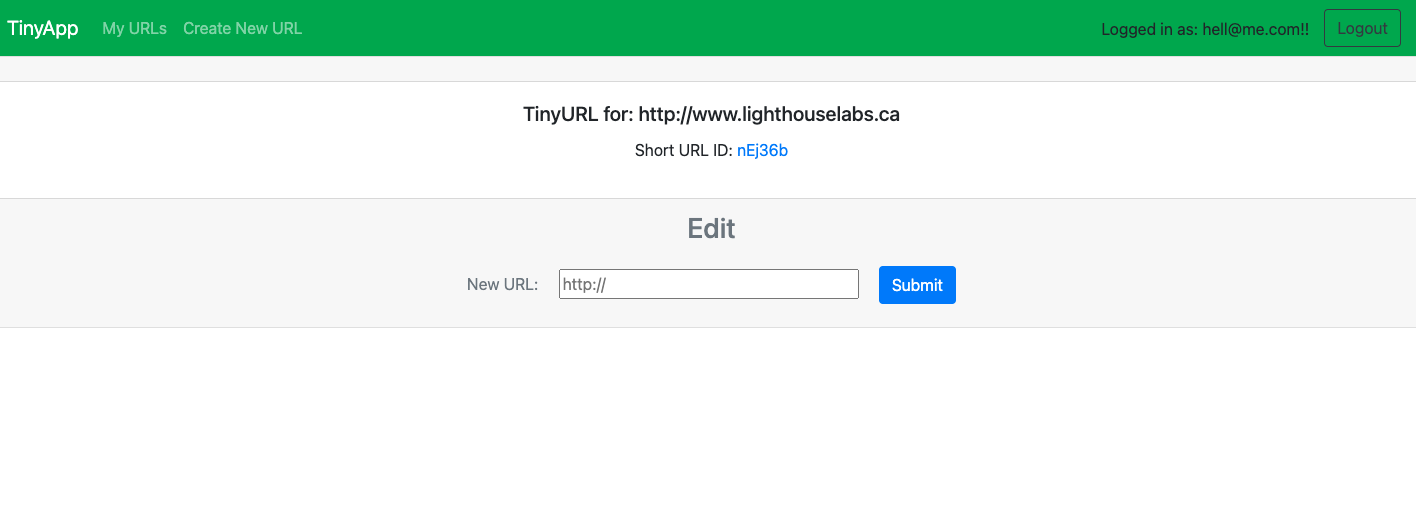 TinyApp My URLs Create New URL Logged in as: hell@me.com!! Logout
TinyURL for: http://www.lighthouselabs.ca
Short URL ID: nEj36b
Edit
New URL: http:// Submit